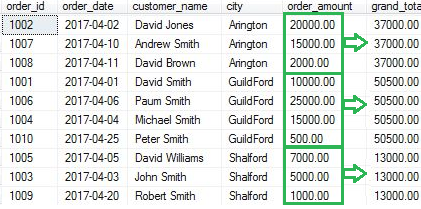 order_id order_date customer_name city order_amount grand_tota
1002 2017-04-02 David Jones Arington 20000.00 37000.00
1007 2017-04-10 Andrew Smith Arington 15000.00 37000.00
1008 2017-04-11 David Brown Arington 2000.00 37000.00
1001 2017-04-01 David Smith GuildFord 10000.00 50500.00
1006 2017-04-06 Paum Smith GuildFord 25000.00 50500.00
1004 2017-04-04 Michael Smith GuildFord 15000.00 50500.00
1010 2017-04-25 Peter Smith GuildFord 500.00 50500.00
1005 2017-04-05 David Williams Shalford 7000.00 13000.00
1003 2017-04-03 John Smith Shalford 5000.00 13000.00
1009 2017-04-20 Robert Smith Shalford 1000.00 13000.00